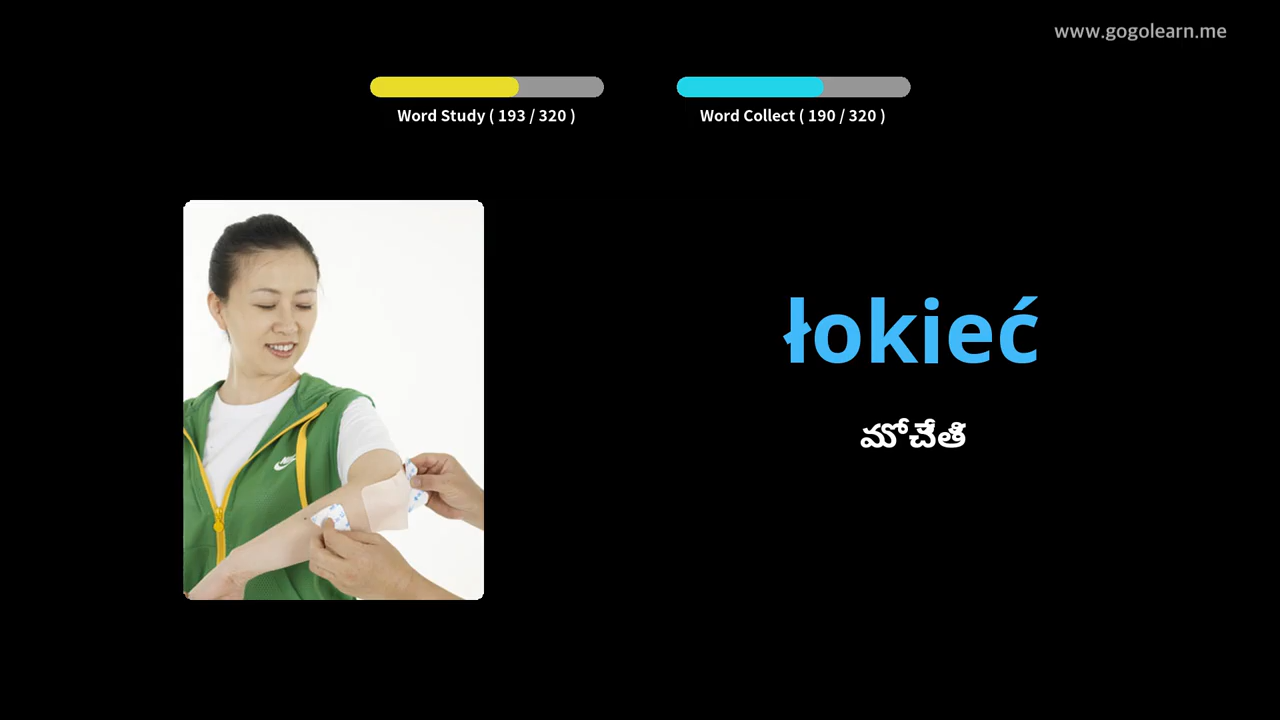 www.gogolearn.me
Word Study ( 193 / 320 )
Word Collect ( 190 / 320 )
łokieć
మోచేతి